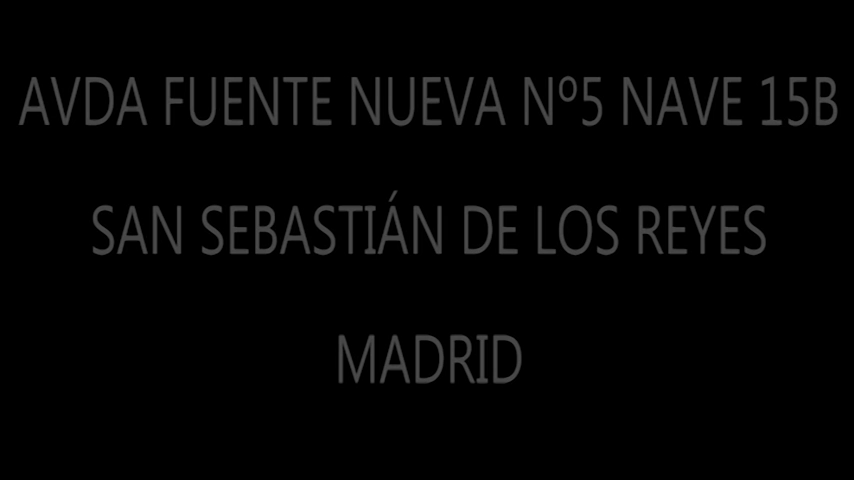 AVDA FUENTE NUEVA Nº5 NAVE 15B
SAN SEBASTIÁN DE LOS REYES
MADRID